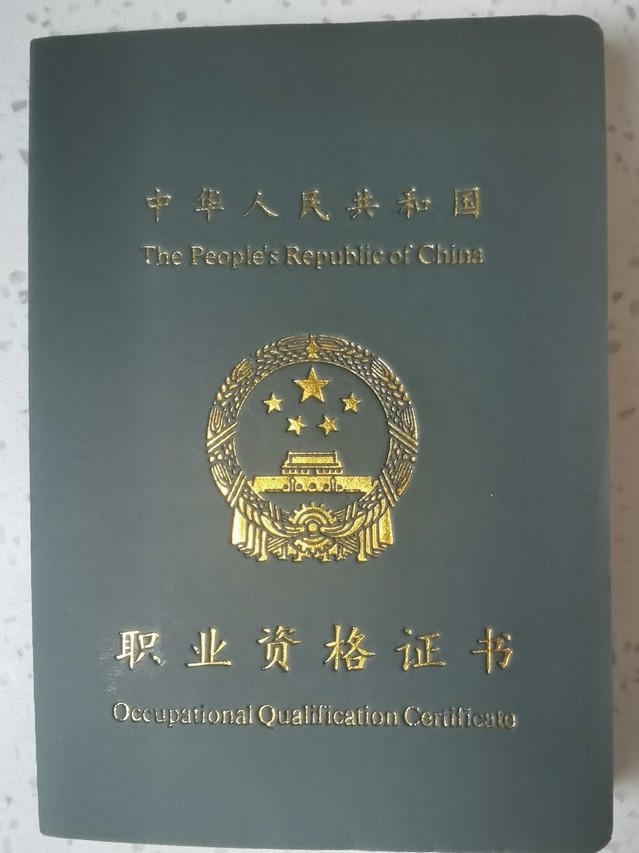 中华人民共和国
The People's Republic of China
职业资格证书
Occupational Qualification Certificate